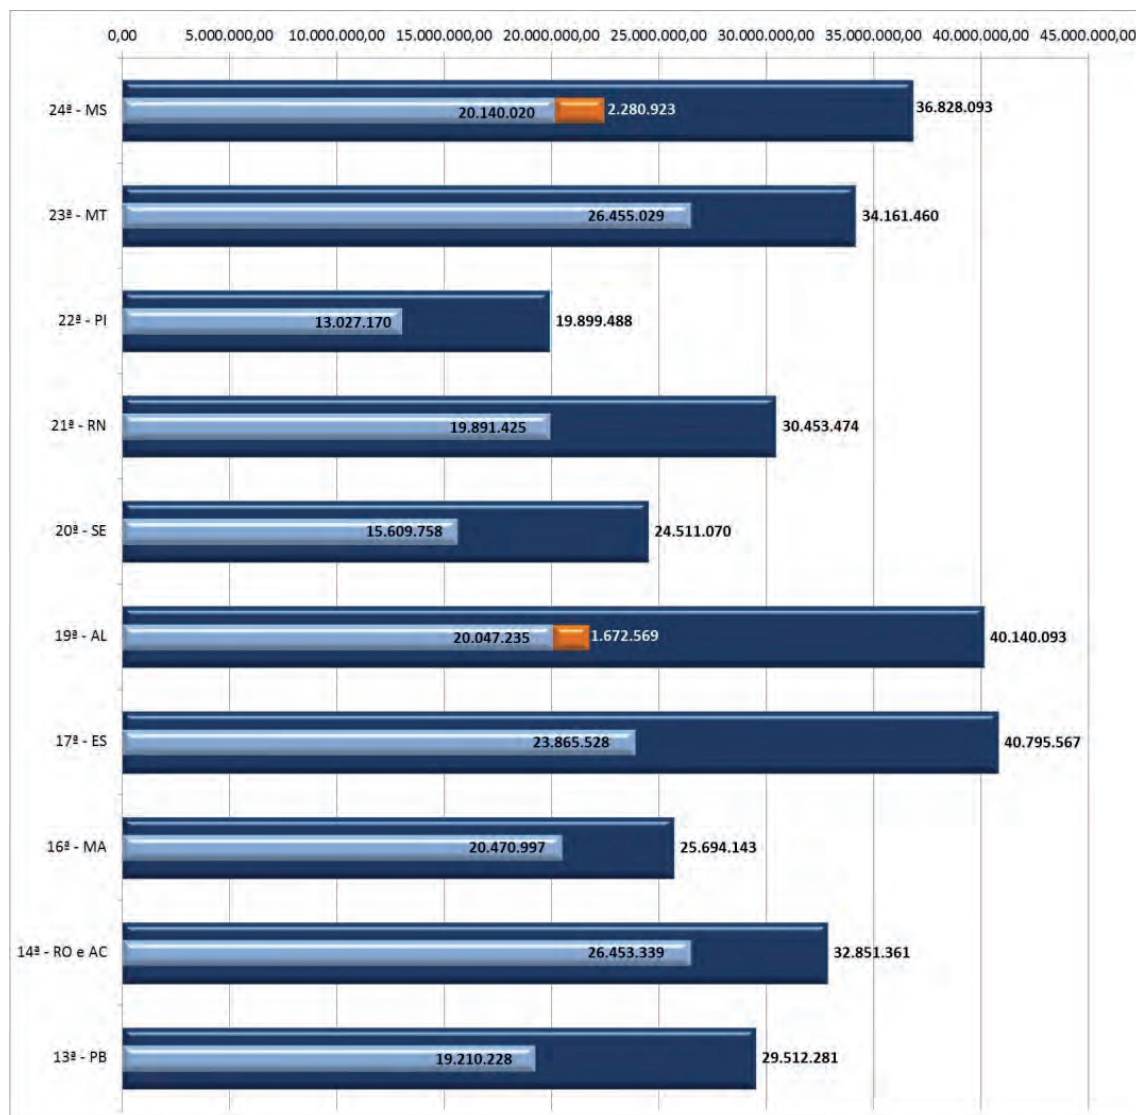 0,00 5.000.000,00 10.000.000,00 15.000.000,00 20.000.000,00 25.000.000,00 30.000.000,00 35.000.000,00 40.000.000,00 45.000.000,00
24ª - MS 20.140.020 2.280.923 36.828.093
23ª - MT 26.455.029 34.161.460
22ª - PI 13.027.170 19.899.488
21ª - RN 19.891.425 30.453.474
20ª - SE 15.609.758 24.511.070
19ª - AL 20.047.235 1.672.569 40.140.093
17ª - ES 23.865.528 40.795.567
16ª - MA 20.470.997 25.694.143
14ª - RO e AC 26.453.339 32.851.361
13ª - PB 19.210.228 29.512.281